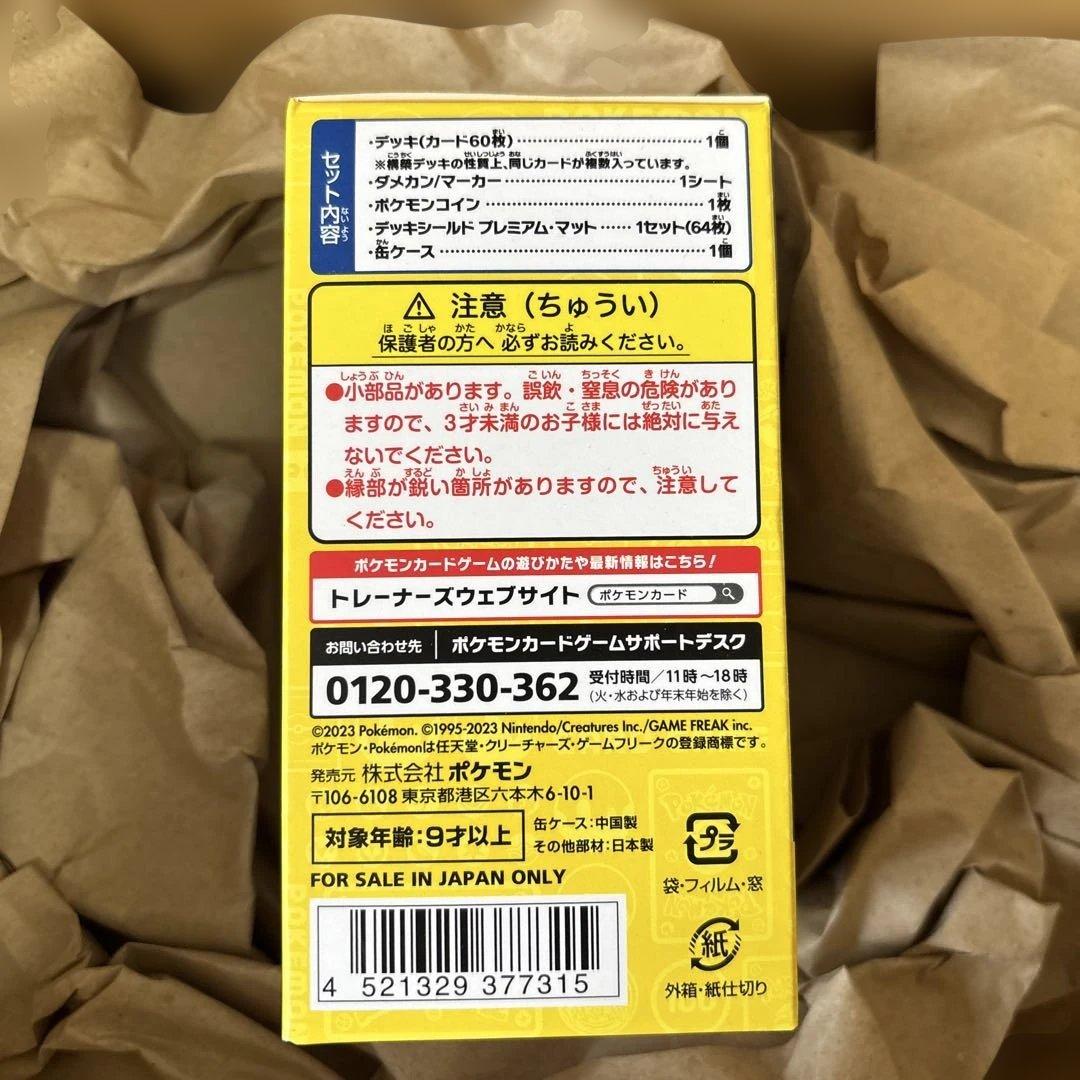 セット内容
・デッキ(カード60枚)……1個
※構築デッキの性質上、同じカードが複数入っています。
・ダメカン/マーカー……1シート
・ポケモンコイン……1枚
・デッキシールド プレミアム・マット……1セット(64枚)
・缶ケース……1個
⚠ 注意(ちゅうい)
保護者の方へ 必ずお読みください。
●小部品があります。誤飲・窒息の危険があり
ますので、3才未満のお子様には絶対に与え
ないでください。
●縁部が鋭い箇所がありますので、注意して
ください。
ポケモンカードゲームの遊びかたや最新情報はこちら!
トレーナーズウェブサイト ポケモンカード
お問い合わせ先 ポケモンカードゲームサポートデスク
0120-330-362 受付時間/11時〜18時
(火・水および年末年始を除く)
©2023 Pokémon. ©1995-2023 Nintendo/Creatures Inc./GAME FREAK inc.
ポケモン・Pokémonは任天堂・クリーチャーズ・ゲームフリークの登録商標です。
発売元 株式会社ポケモン
〒106-6108 東京都港区六本木6-10-1
対象年齢:9才以上
缶ケース:中国製
その他部材:日本製
FOR SALE IN JAPAN ONLY
プラ
袋・フィルム・窓
紙
外箱・紙仕切り
4 521329 377315